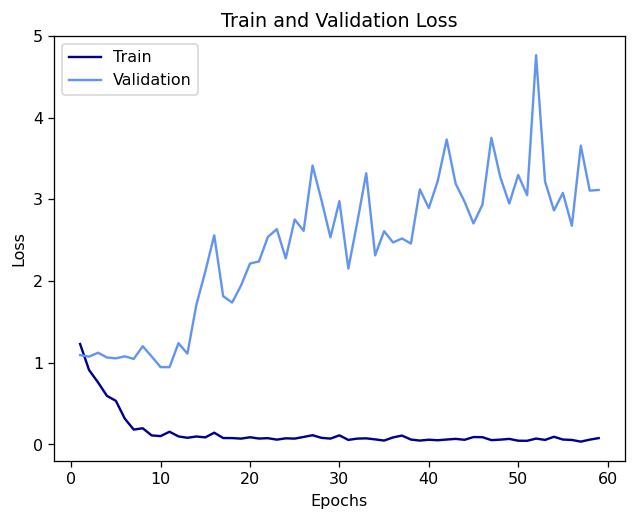 Train and Validation Loss
Train
Validation
5
4
3
2
1
0
Loss
0 10 20 30 40 50 60
Epochs